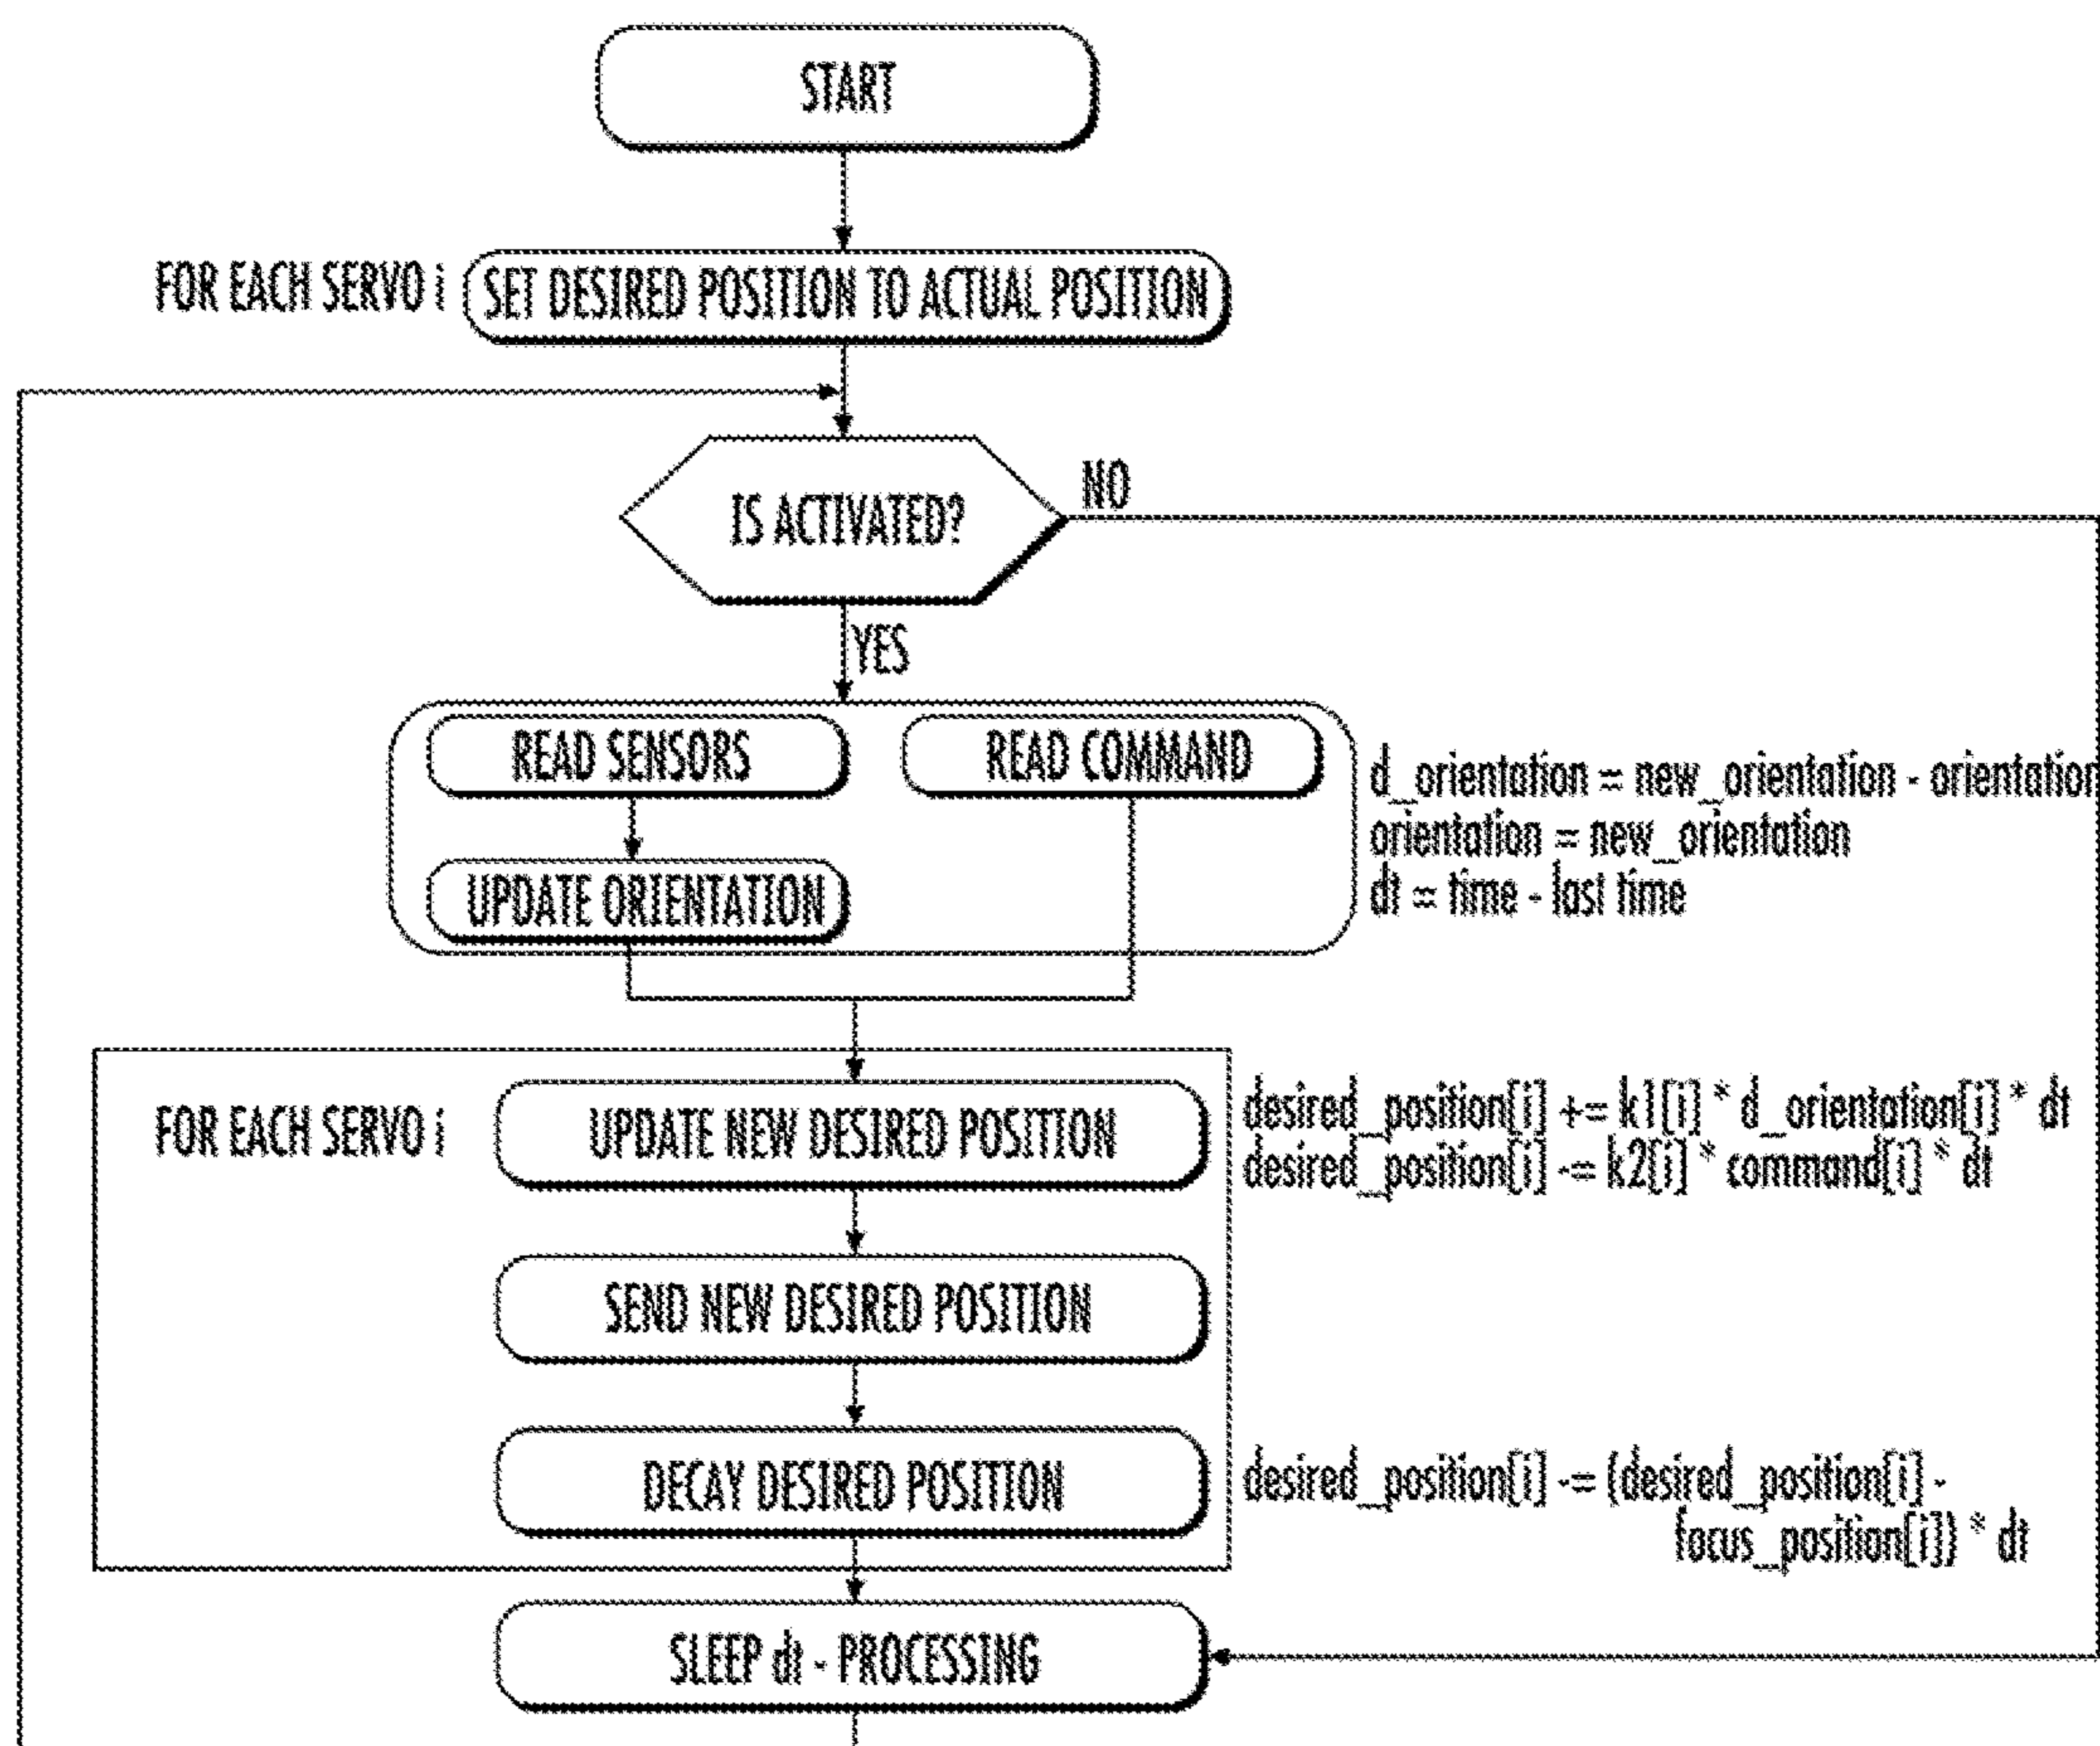 START
FOR EACH SERVO i
SET DESIRED POSITION TO ACTUAL POSITION
IS ACTIVATED?
NO
YES
READ SENSORS
READ COMMAND
UPDATE ORIENTATION
d_orientation = new_orientation - orientation
orientation = new_orientation
dt = time - last time
FOR EACH SERVO i
UPDATE NEW DESIRED POSITION
desired_position[i] += k1[i] * d_orientation[i] * dt
desired_position[i] -= k2[i] * command[i] * dt
SEND NEW DESIRED POSITION
DECAY DESIRED POSITION
desired_position[i] -= (desired_position[i] -
focus_position[i]) * dt
SLEEP dt - PROCESSING